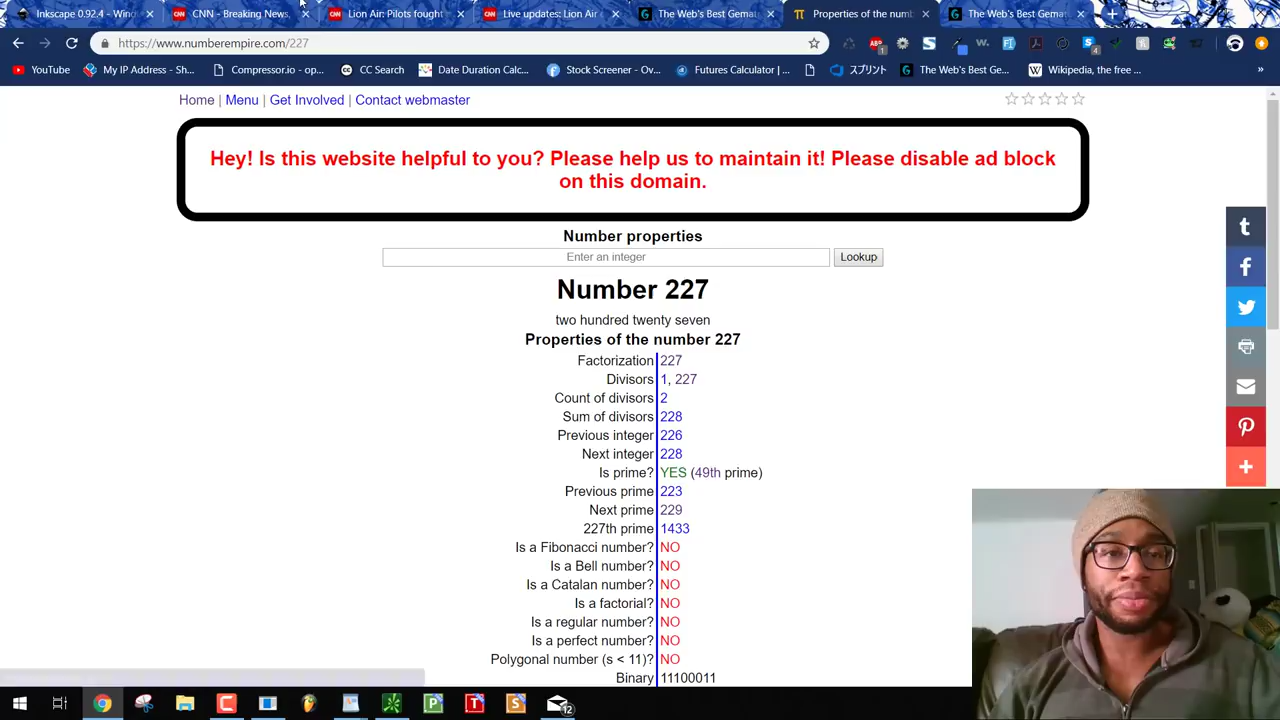 Inkscape 0.92.4 - Wind
CNN - Breaking News,
Lion Air: Pilots fought
Live updates: Lion Air
The Web's Best Gemat
Properties of the numb
The Web's Best Gemat
https://www.numberempire.com/227
YouTube
My IP Address - Sh...
Compressor.io - op...
CC Search
Date Duration Calc...
Stock Screener - Ov...
Futures Calculator | ...
スプリント
The Web's Best Ge...
Wikipedia, the free ...
Home | Menu | Get Involved | Contact webmaster
Hey! Is this website helpful to you? Please help us to maintain it! Please disable ad block
on this domain.
Number properties
Enter an integer
Lookup
Number 227
two hundred twenty seven
Properties of the number 227
Factorization 227
Divisors 1, 227
Count of divisors 2
Sum of divisors 228
Previous integer 226
Next integer 228
Is prime? YES (49th prime)
Previous prime 223
Next prime 229
227th prime 1433
Is a Fibonacci number? NO
Is a Bell number? NO
Is a Catalan number? NO
Is a factorial? NO
Is a regular number? NO
Is a perfect number? NO
Polygonal number (s < 11)? NO
Binary 11100011